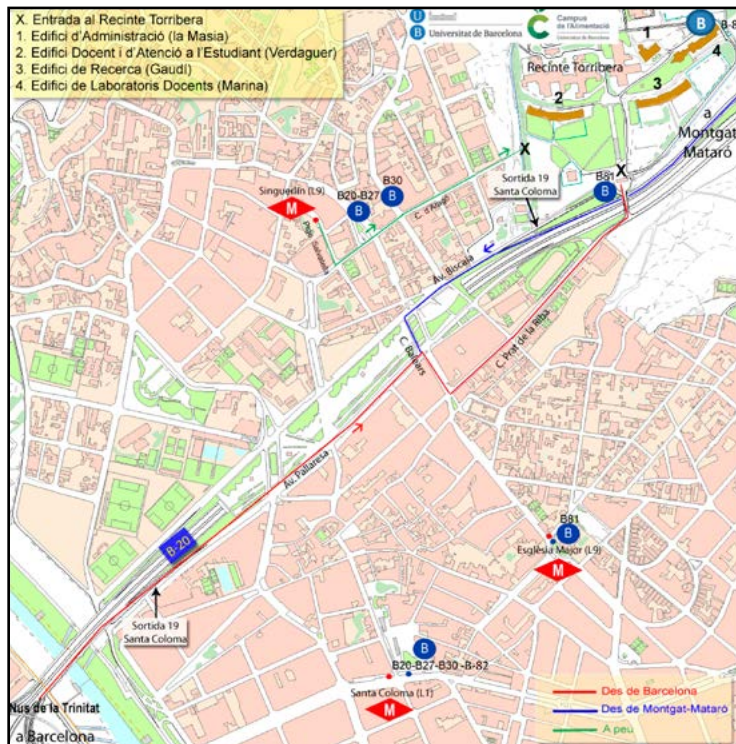 X. Entrada al Recinte Torribera
1. Edifici d'Administració (la Masia)
2. Edifici Docent i d'Atenció a l'Estudiant (Verdaguer)
3. Edifici de Recerca (Gaudí)
4. Edifici de Laboratoris Docents (Marina)
U
B
Universitat de Barcelona
Campus
de l'Alimentació
Universitat de Barcelona
B
1
4
Recinte Torribera
3
2
a
Montgat
Mataró
X
X
Sortida 19
Santa Coloma
B81
B
B30
B
B20-B27
B
Singuerlín (L9)
M
C. d'Aragó
Av. Biscaia
C. Balears
C. Prat de la Riba
Av. Pallaresa
B-20
Sortida 19
Santa Coloma
B81
B
Església Major (L9)
M
B
B20-B27-B30 -B-82
Santa Coloma (L1)
M
Nus de la Trinitat
a Barcelona
Des de Barcelona
Des de Montgat-Mataró
A peu